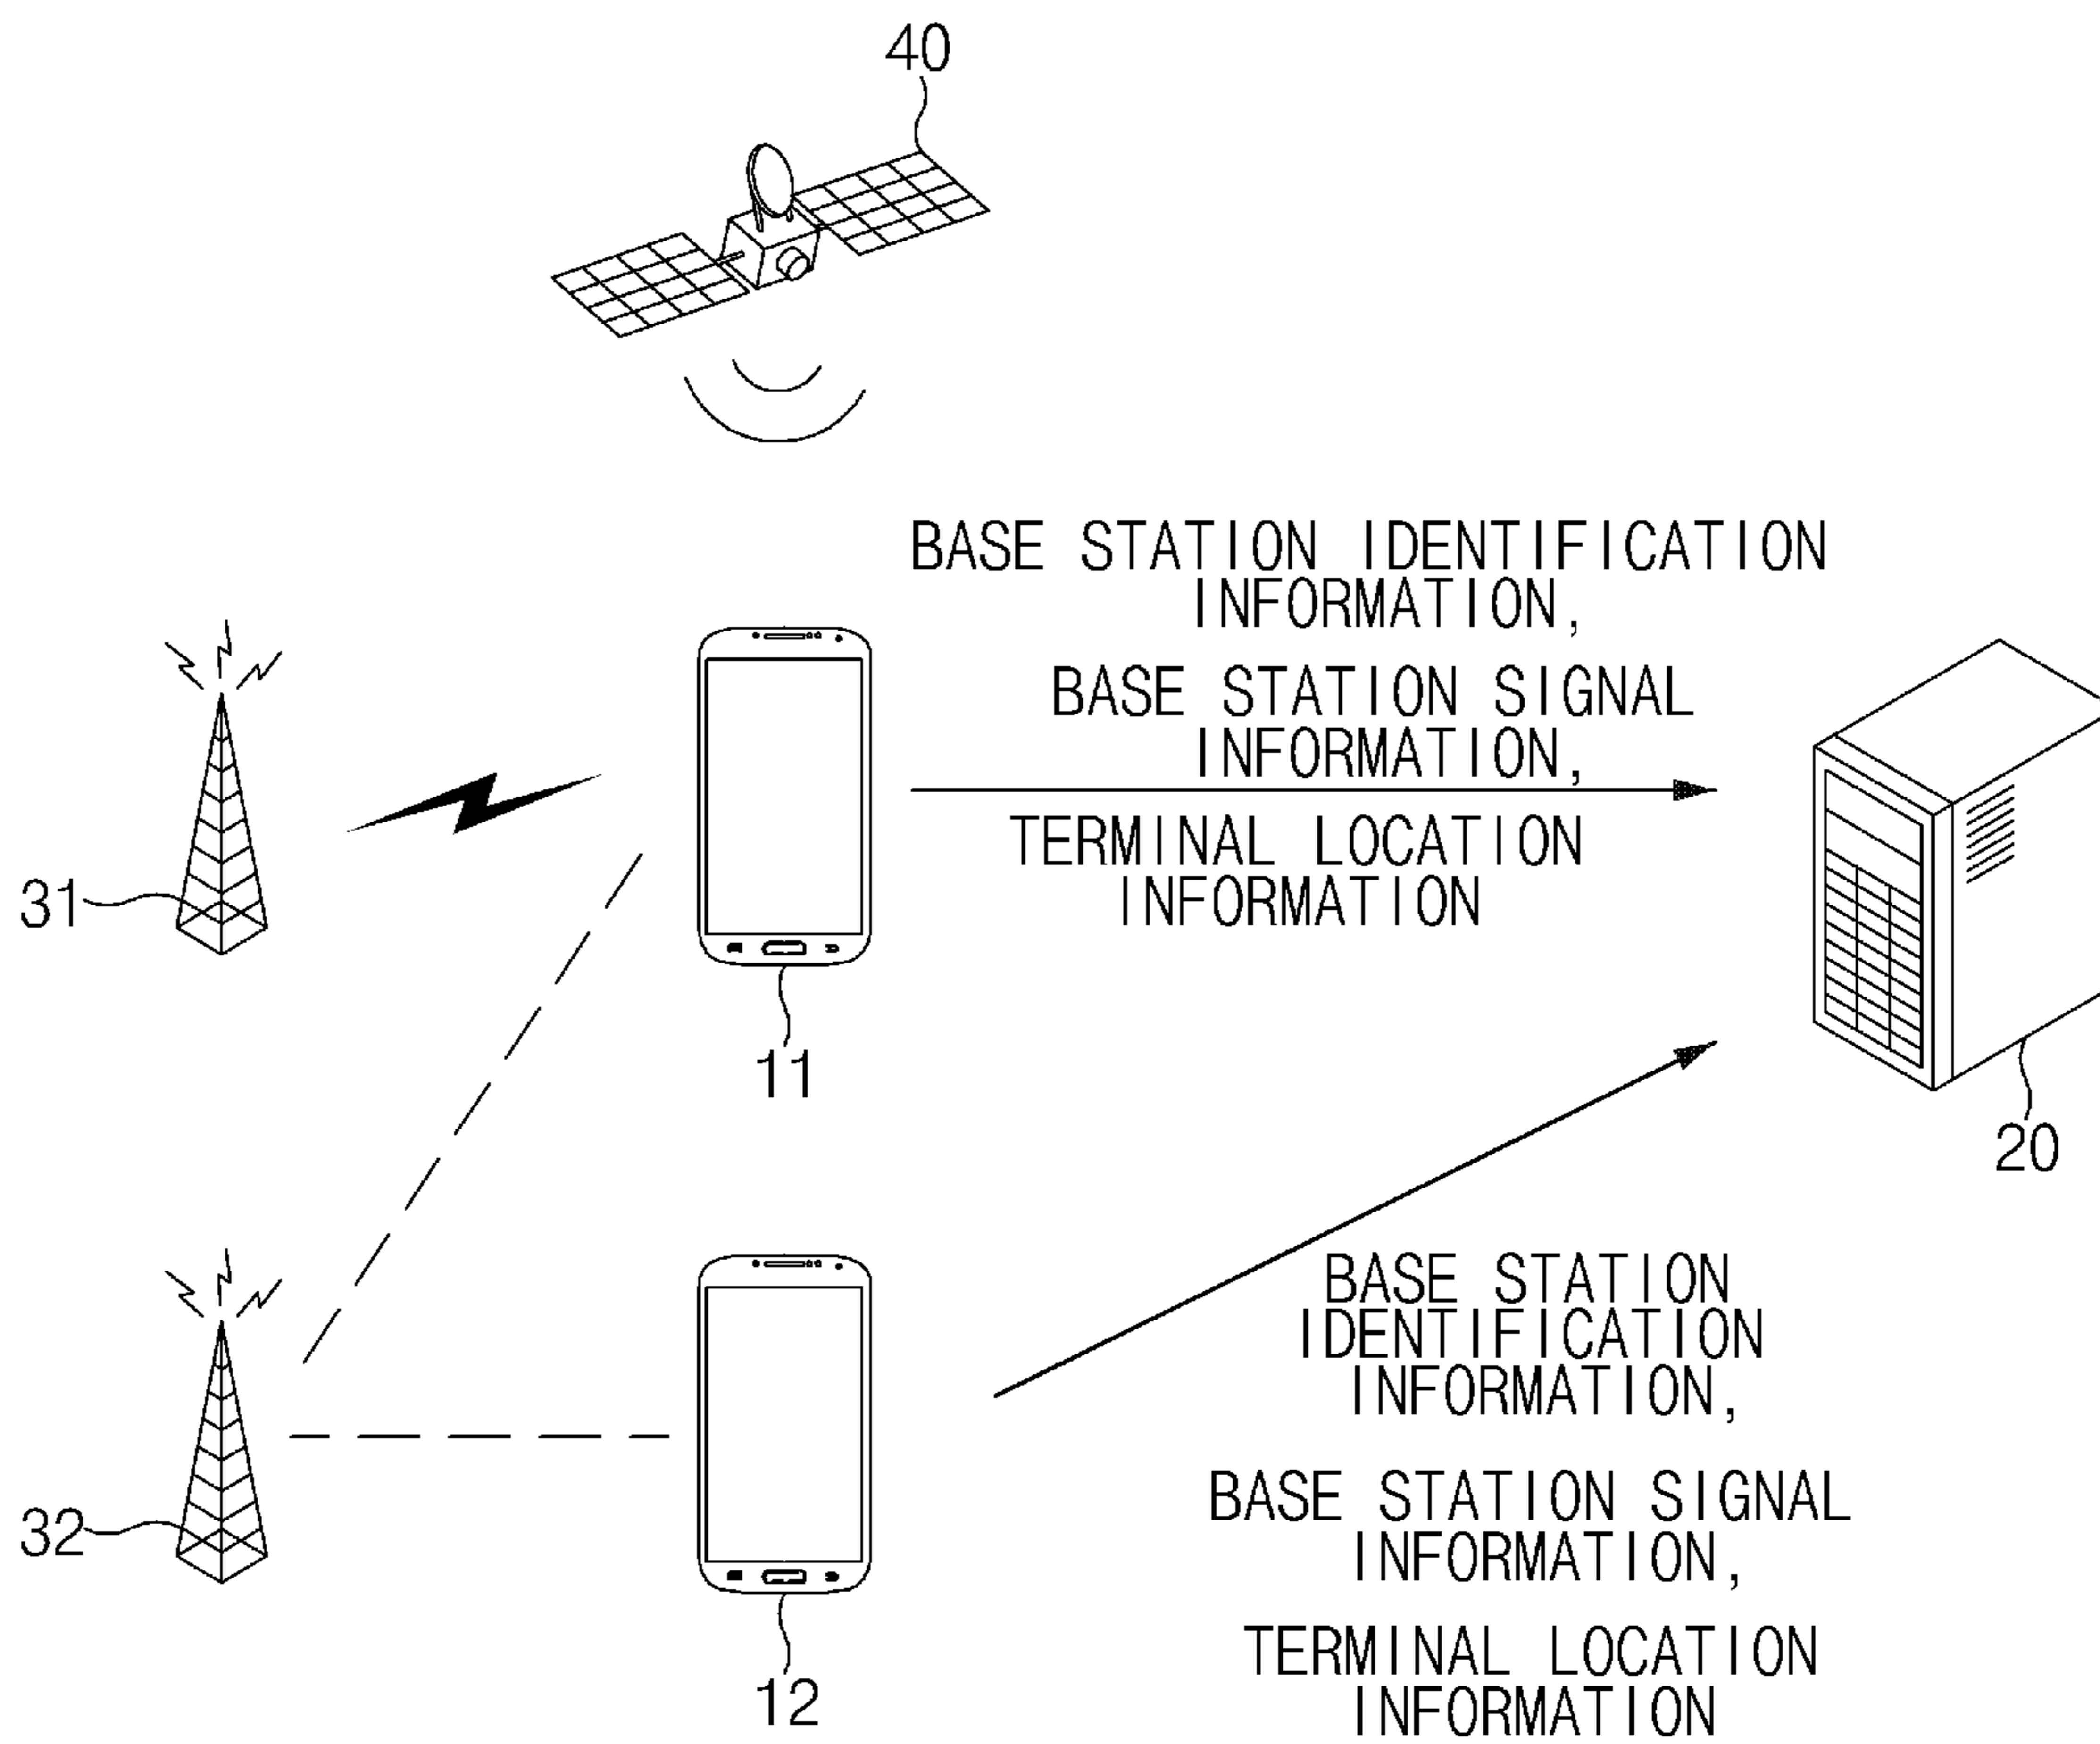 40
BASE STATION IDENTIFICATION
INFORMATION,
BASE STATION SIGNAL
INFORMATION,
TERMINAL LOCATION
INFORMATION
31
11
20
BASE STATION
IDENTIFICATION
INFORMATION,
BASE STATION SIGNAL
INFORMATION,
TERMINAL LOCATION
INFORMATION
32
12